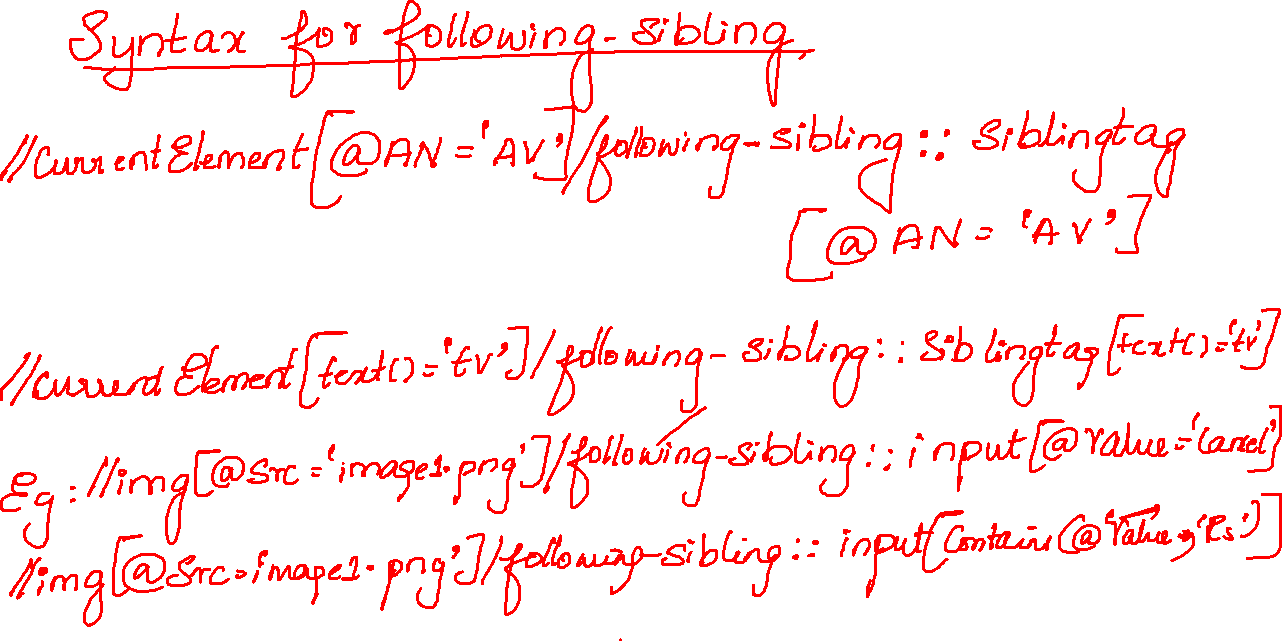 Syntax for following-sibling
//CurrentElement[@AN='AV']/following-sibling::Siblingtag
[@AN='AV']
//CurrentElement[text()='tv']/following-sibling::Siblingtag[text()='tv']
Eg: //img[@src='image1.png']/following-sibling::input[@value='Cancel']
//img[@src='image1.png']/following-sibling::input[Contains(@'Value','Rs')]